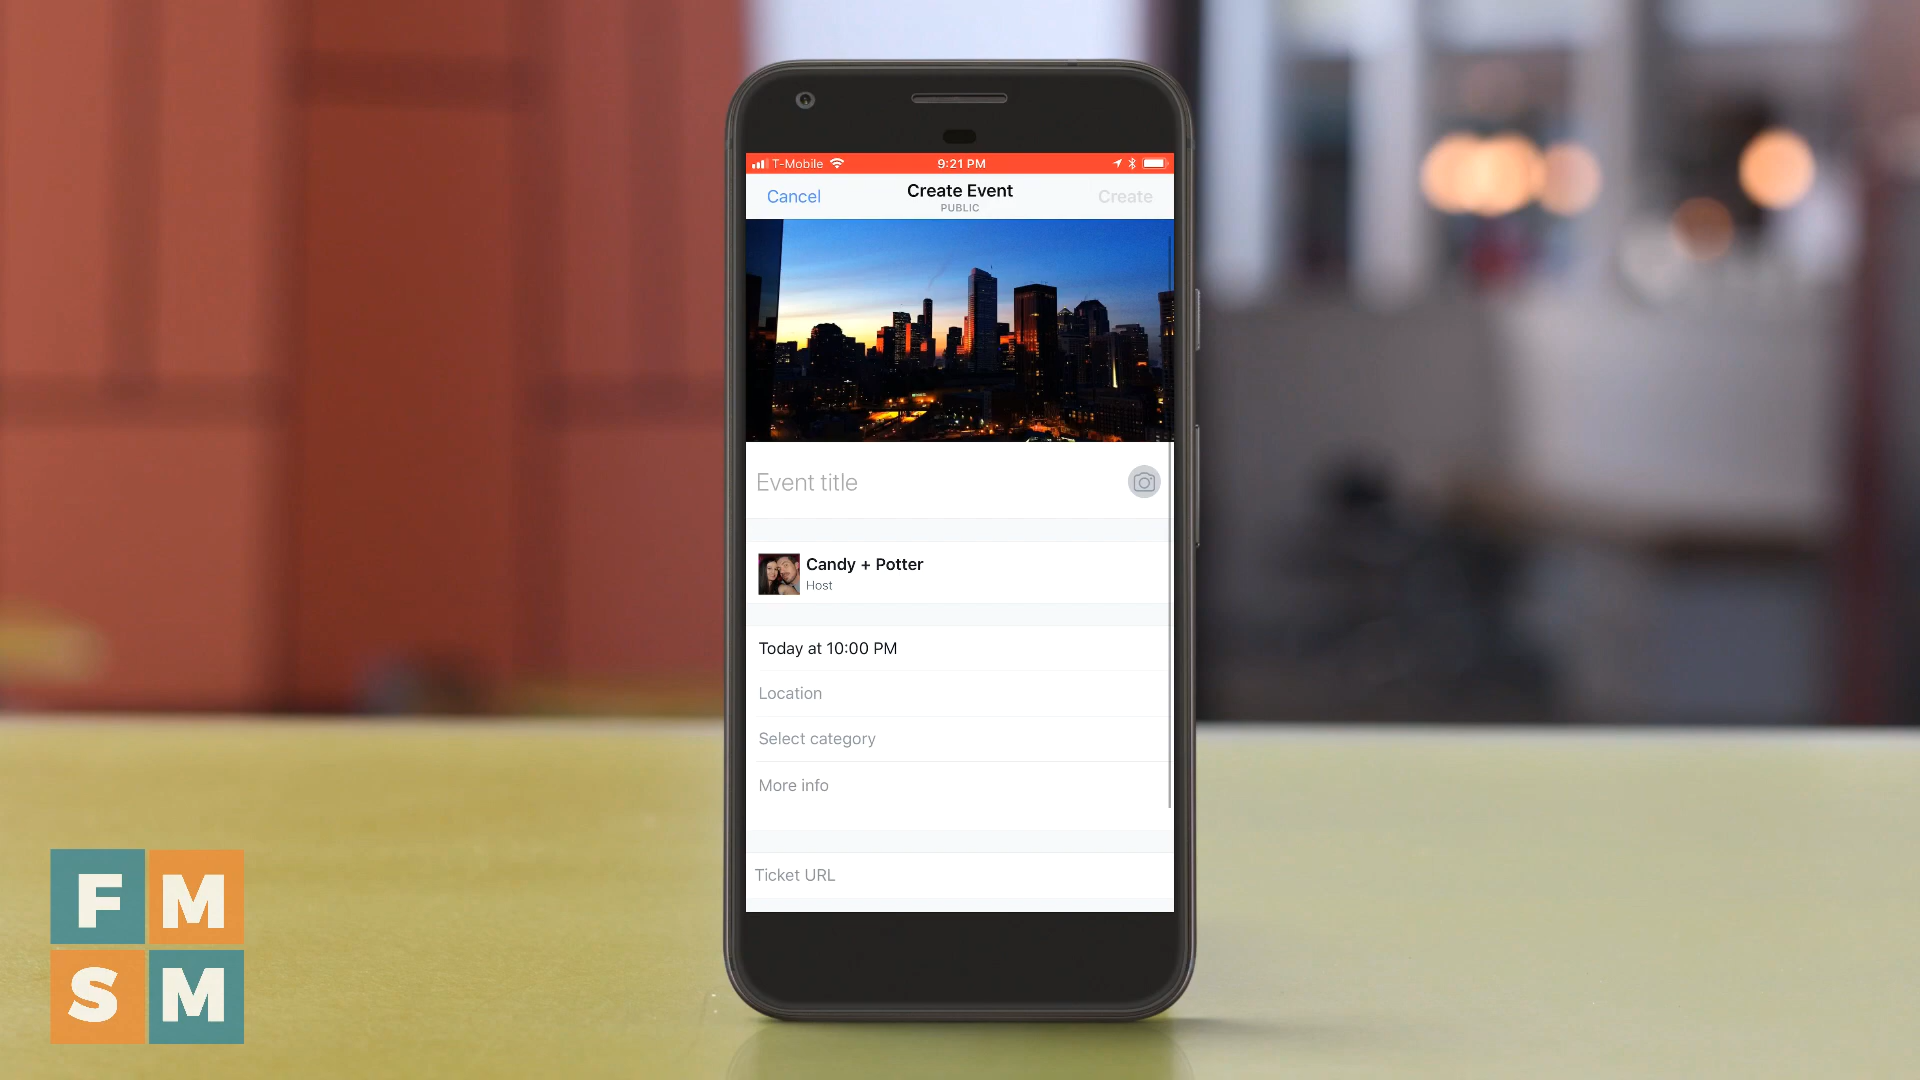 T-Mobile 9:21 PM
Cancel Create Event Create
PUBLIC
Event title
Candy + Potter
Host
Today at 10:00 PM
Location
Select category
More info
Ticket URL
F M
S M